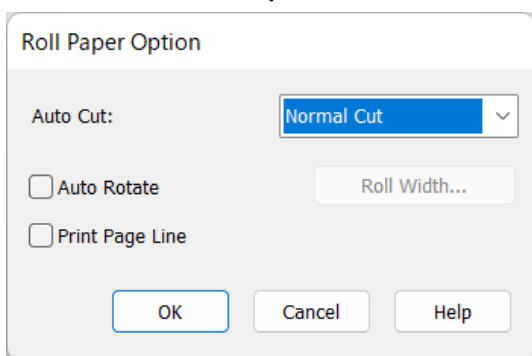 Roll Paper Option
Auto Cut: Normal Cut
Auto Rotate Roll Width...
Print Page Line
OK Cancel Help